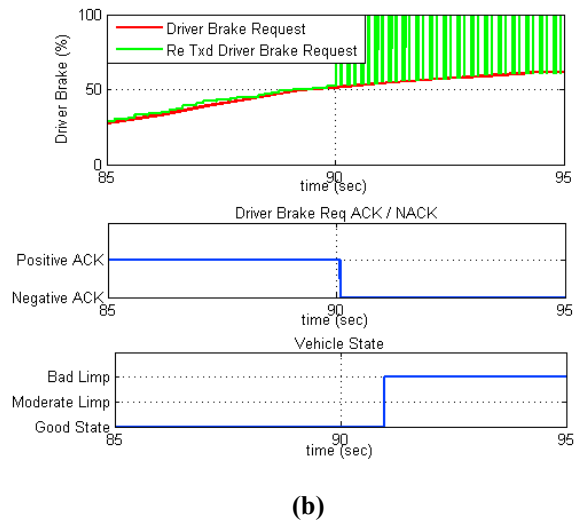 100
Driver Brake Request
Re Txd Driver Brake Request
Driver Brake (%)
50
0
85 90 95
time (sec)
Driver Brake Req ACK / NACK
Positive ACK
Negative ACK
85 90 95
time (sec)
Vehicle State
Bad Limp
Moderate Limp
Good State
85 90 95
time (sec)
(b)